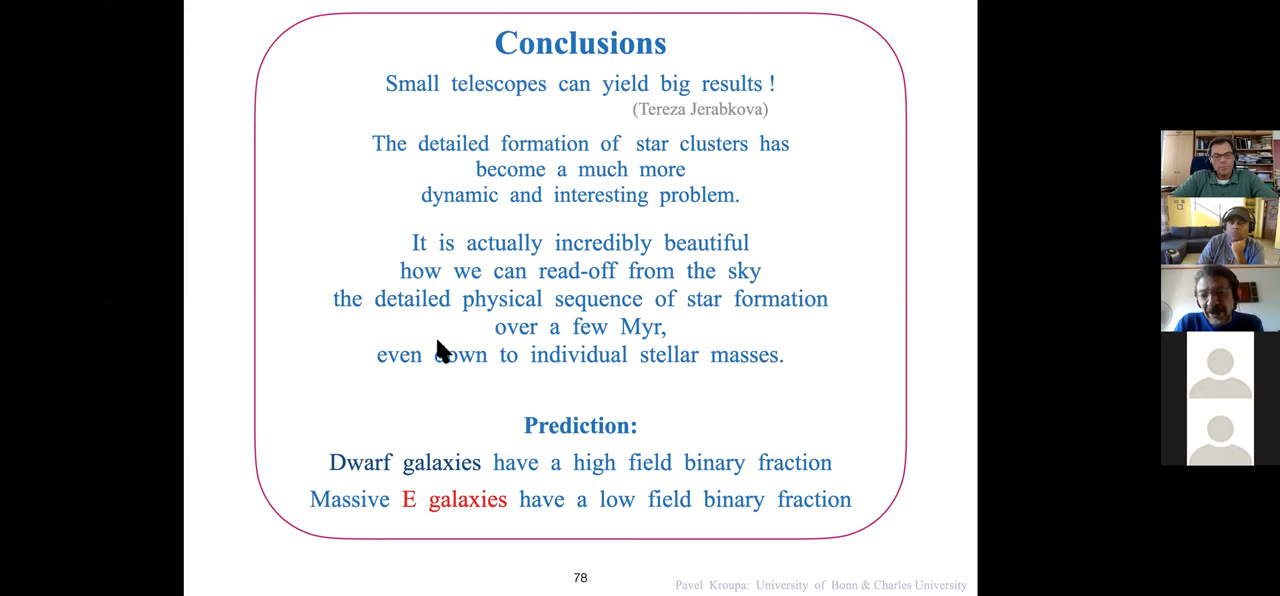 Conclusions
Small telescopes can yield big results !
(Tereza Jerabkova)
The detailed formation of star clusters has
become a much more
dynamic and interesting problem.
It is actually incredibly beautiful
how we can read-off from the sky
the detailed physical sequence of star formation
over a few Myr,
even down to individual stellar masses.
Prediction:
Dwarf galaxies have a high field binary fraction
Massive E galaxies have a low field binary fraction
78
Pavel Kroupa: University of Bonn & Charles University